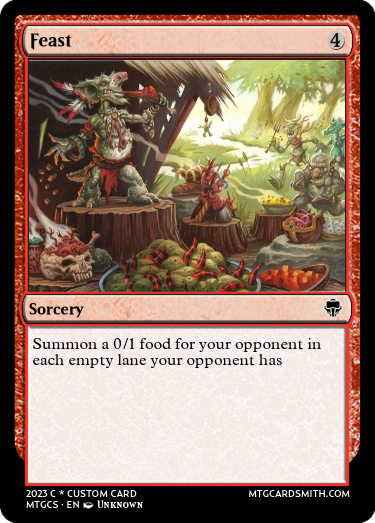 Feast 4
Sorcery
Summon a 0/1 food for your opponent in
each empty lane your opponent has
2023 C * CUSTOM CARD MTGCARDSMITH.COM
MTGCS · EN Unknown